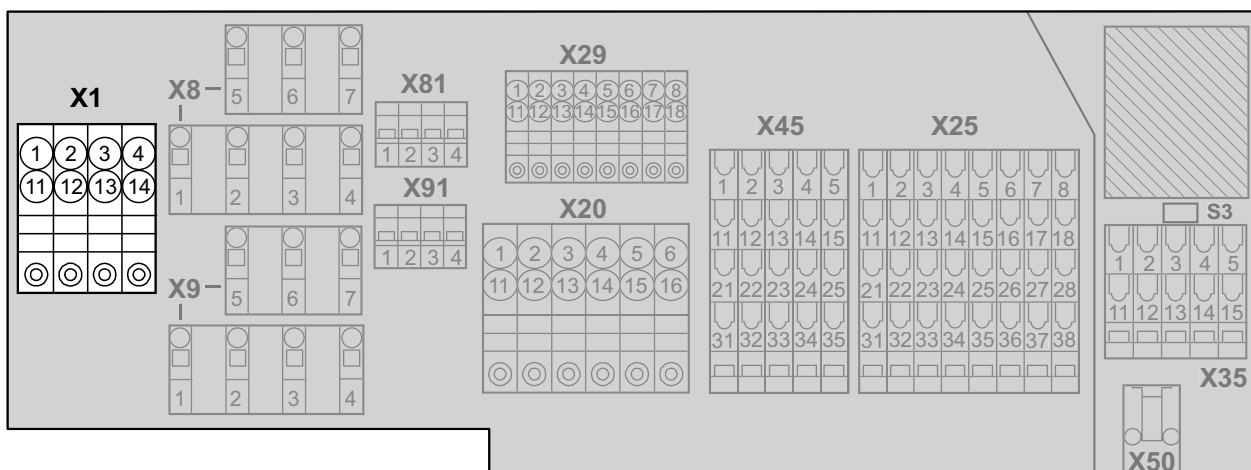 X1
1 2 3 4
11 12 13 14
X8
5 6 7
1 2 3 4
X9
5 6 7
1 2 3 4
X81
1 2 3 4
X91
1 2 3 4
X29
1 2 3 4 5 6 7 8
11 12 13 14 15 16 17 18
X20
1 2 3 4 5 6
11 12 13 14 15 16
X45
1 2 3 4 5
11 12 13 14 15
21 22 23 24 25
31 32 33 34 35
X25
1 2 3 4 5 6 7 8
11 12 13 14 15 16 17 18
21 22 23 24 25 26 27 28
31 32 33 34 35 36 37 38
S3
1 2 3 4 5
11 12 13 14 15
X35
X50